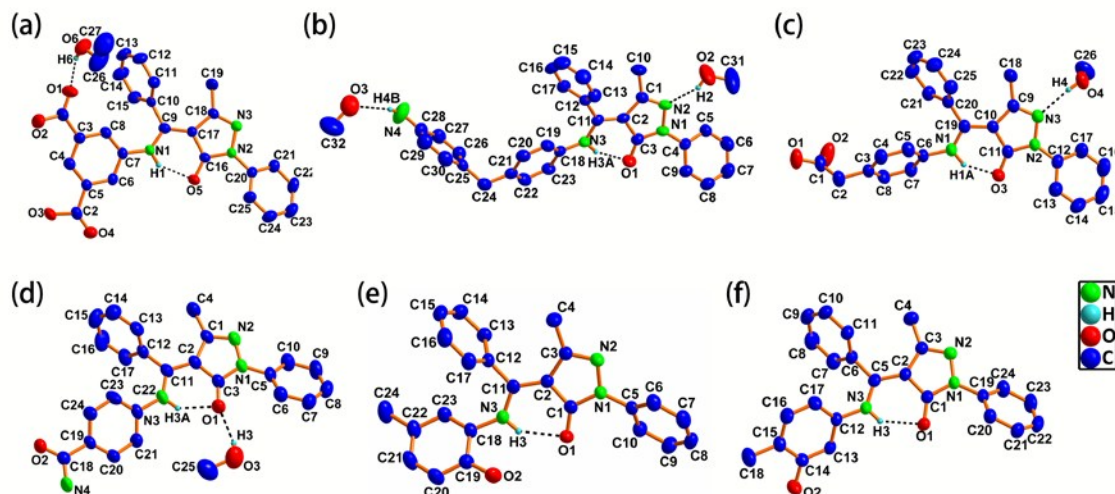 (a)
C27
O6
C13
C12
H6
C26
C14
C11
C19
O1
C15
C10
C18
N3
O2
C3
C8
C9
C17
C4
C7
N1
N2
C21
C6
H1
C16
C5
O5
C20
C22
C2
C25
O3
C24
C23
O4
(b)
C15
C10
O2
C31
C16
C14
C1
O3
H4B
C17
C13
H2
C12
N2
N4
C28
C27
C11
C2
N1
C5
C32
C29
C26
C20
C19
N3
C3
C6
C30
C21
C18
H3A
C4
C25
O1
C9
C7
C22
C23
C24
C8
(c)
C23
C24
C18
C26
C22
C25
H4
C9
O4
C21
C20
C10
N3
C19
O1
O2
C5
C6
N1
C17
C4
C11
C12
C16
C3
H1A
N2
C1
C7
O3
C2
C8
C13
C14
(d)
C14
C4
C15
C13
C1
N2
C16
C12
C2
C10
C9
C17
C11
N1
C5
C23
C22
C3
C8
C24
N3
H3A
O1
C6
C7
C19
H3
O2
C21
C18
C20
C25
O3
N4
(e)
C14
C4
C15
C13
C16
C3
N2
C12
C17
C11
C2
C24
C23
N1
C6
C22
N3
C1
C5
C7
C18
H3
C10
C21
O1
C9
C8
C19
O2
C20
(f)
C10
C4
C9
C11
C3
N2
C8
C2
C7
C6
C5
C17
N1
C19
C24
C16
N3
C1
C23
C12
H3
C15
O1
C20
C22
C18
C13
C21
C14
O2
N
H
O
C